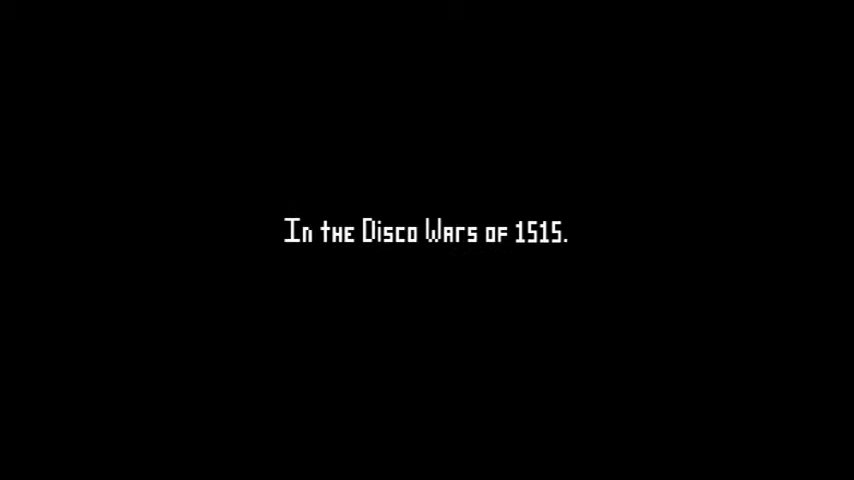 In the Disco Wars of 1515.